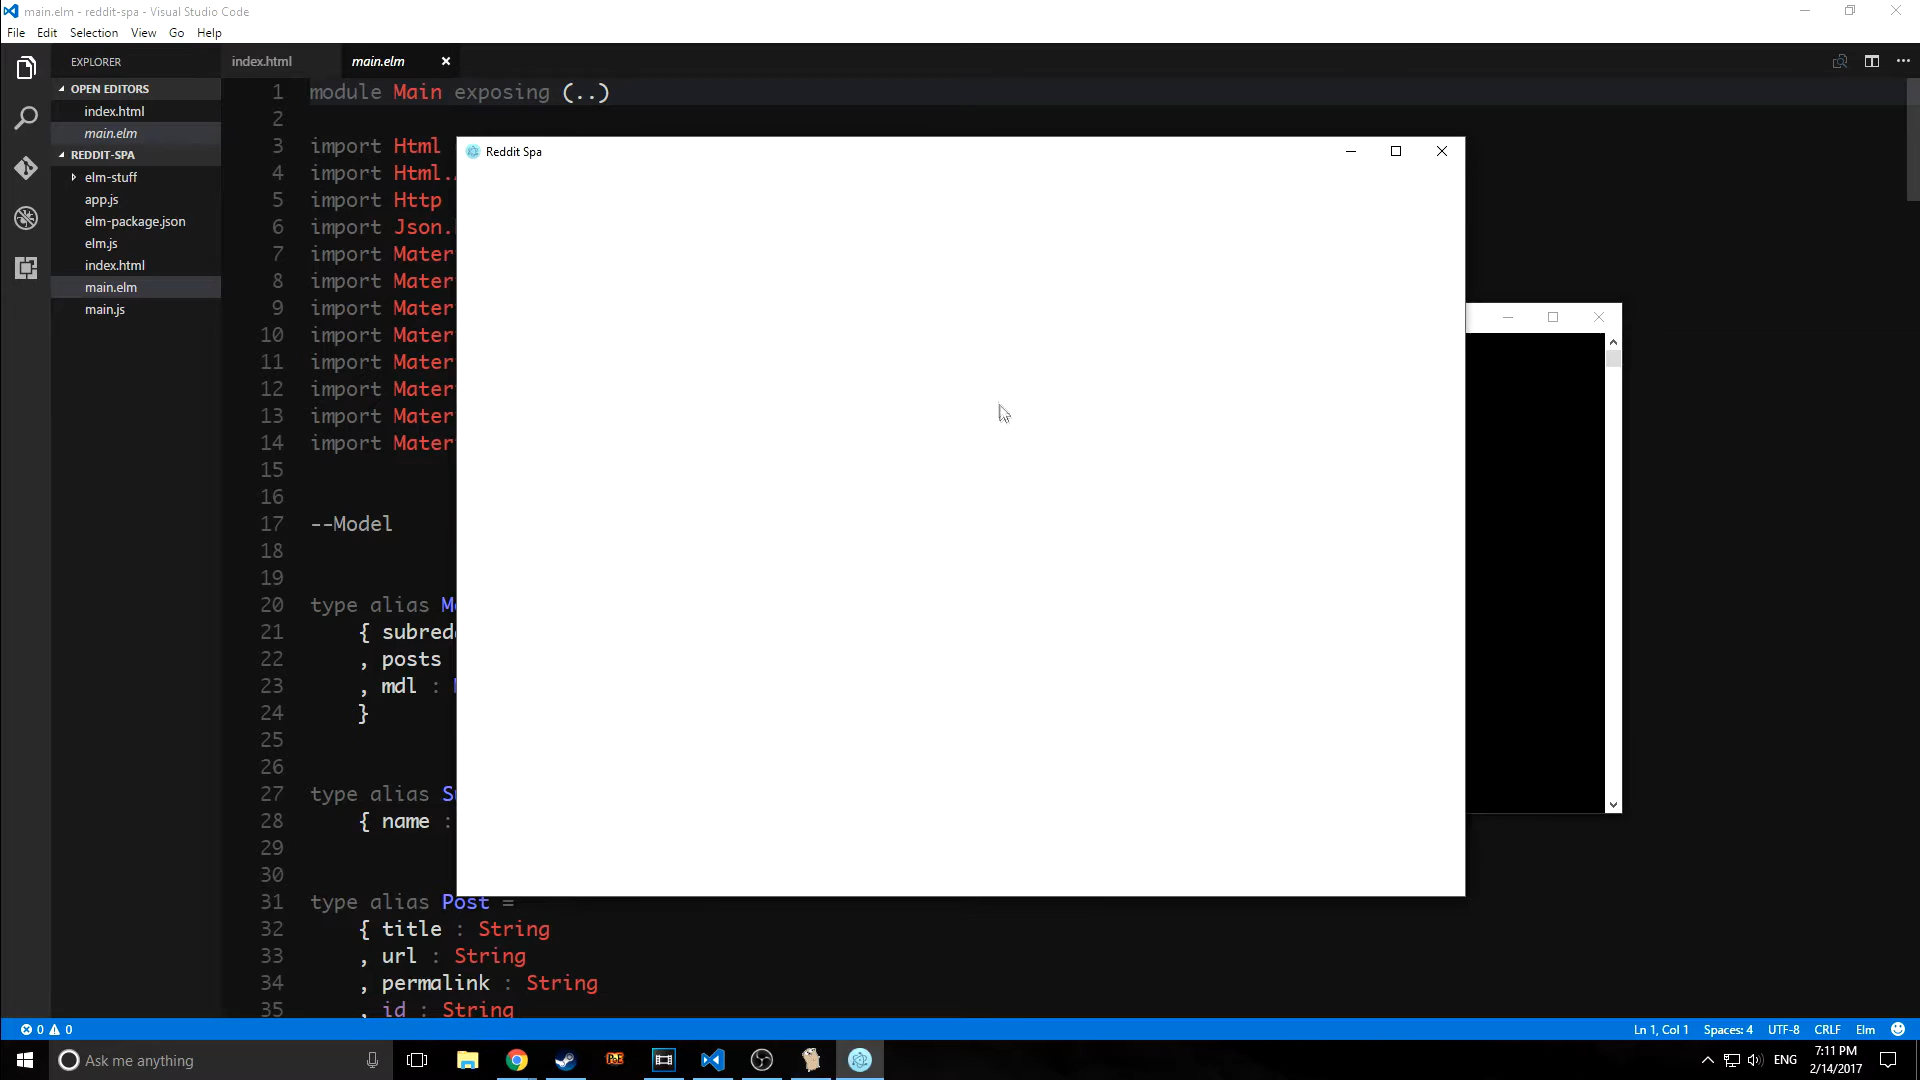 main.elm - reddit-spa - Visual Studio Code
File Edit Selection View Go Help
EXPLORER
OPEN EDITORS
index.html
main.elm
REDDIT-SPA
elm-stuff
app.js
elm-package.json
elm.js
index.html
main.elm
main.js
index.html main.elm
1 module Main exposing (..)
2
3 import Html
4 import Html.
5 import Http
6 import Json.
7 import Mater
8 import Mater
9 import Mater
10 import Mater
11 import Mater
12 import Mater
13 import Mater
14 import Mater
15
16
17 --Model
18
19
20 type alias M
21 { subred
22 , posts
23 , mdl :
24 }
25
26
27 type alias S
28 { name :
29
30
31 type alias Post =
32 { title : String
33 , url : String
34 , permalink : String
35 , id : String
Reddit Spa
0 0
Ln 1, Col 1 Spaces: 4 UTF-8 CRLF Elm
Ask me anything
ENG
7:11 PM
2/14/2017